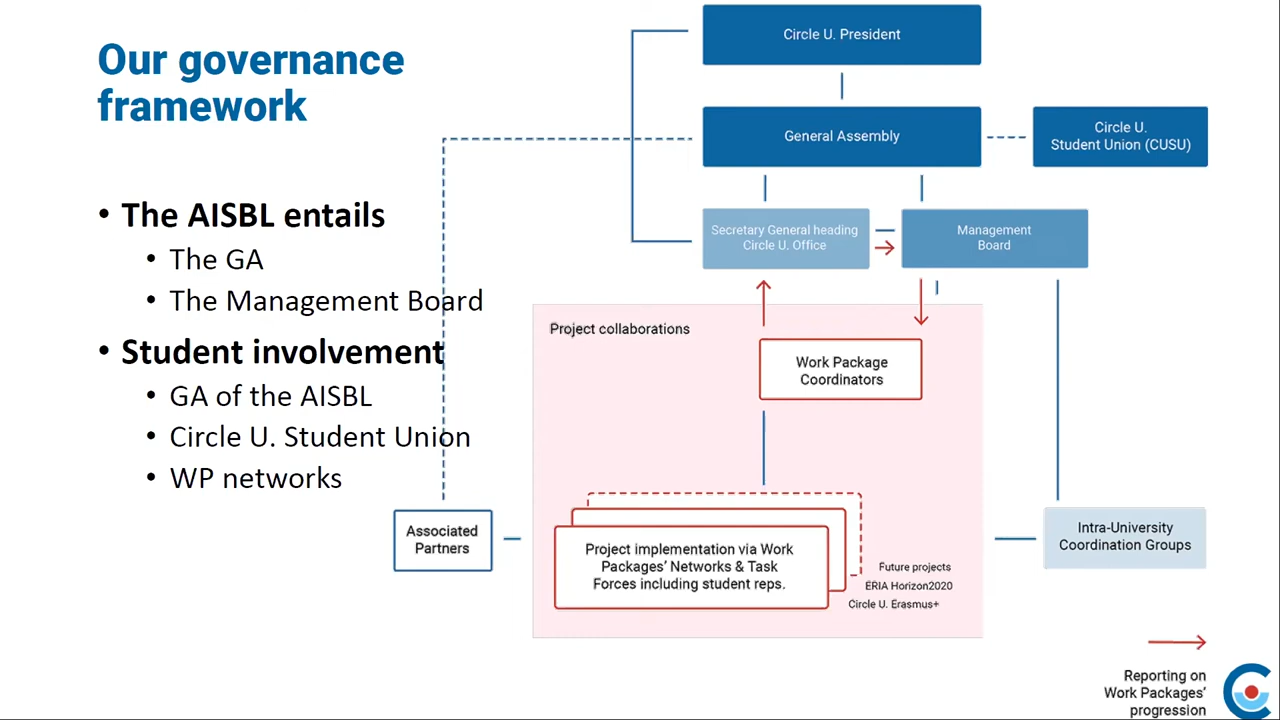 Our governance
framework
• The AISBL entails
• The GA
• The Management Board
• Student involvement
• GA of the AISBL
• Circle U. Student Union
• WP networks
Circle U. President
General Assembly
Circle U.
Student Union (CUSU)
Secretary General heading
Circle U. Office
Management
Board
Project collaborations
Work Package
Coordinators
Associated
Partners
Project implementation via Work
Packages’ Networks & Task
Forces including student reps.
Future projects
ERIA Horizon2020
Circle U. Erasmus+
Intra-University
Coordination Groups
Reporting on
Work Packages’
progression